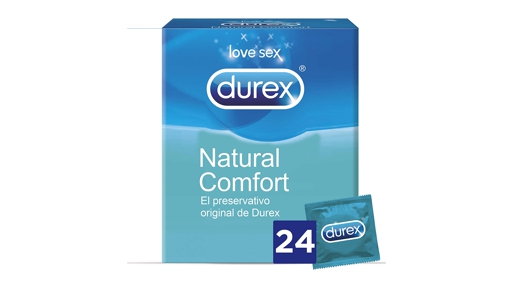 love sex
durex®
Natural
Comfort
El preservativo
original de Durex
24
durex